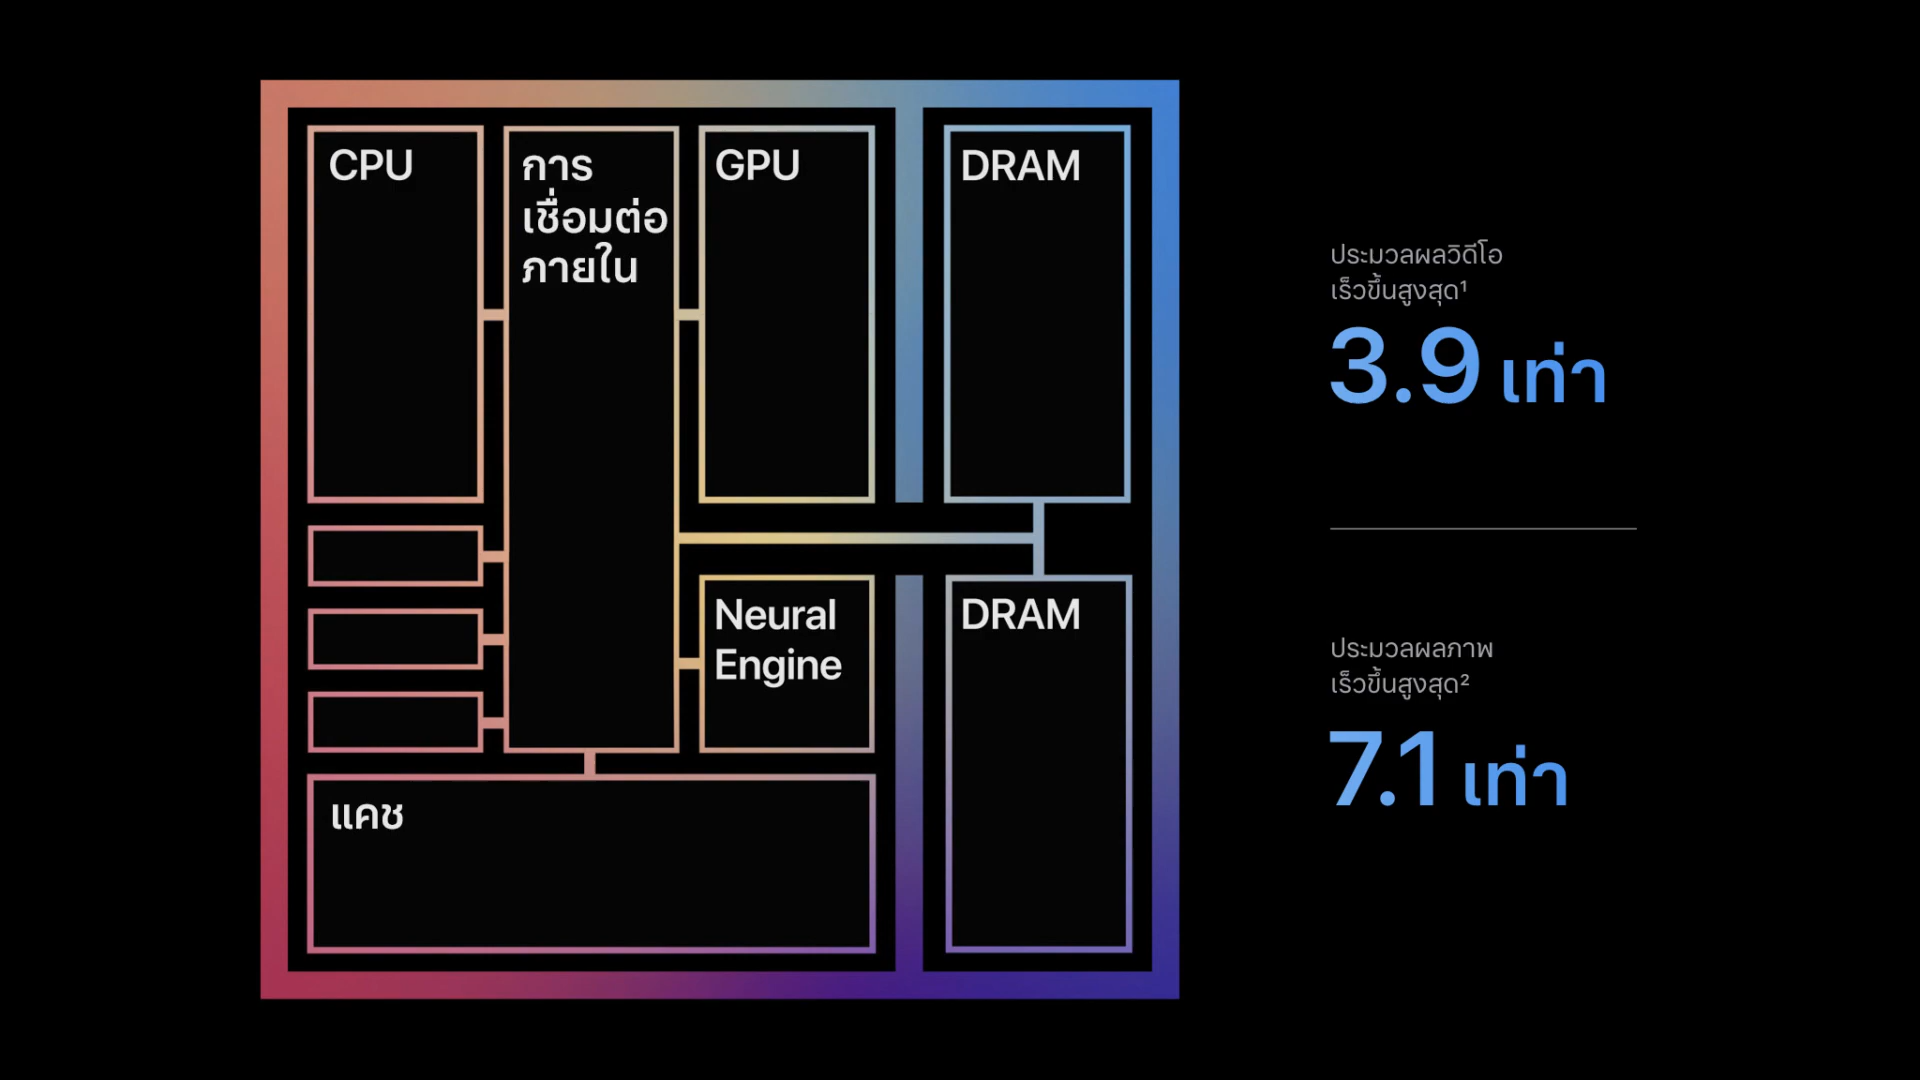 CPU
การ
เชื่อมต่อ
ภายใน
GPU
DRAM
Neural
Engine
DRAM
แคช
ประมวลผลวิดีโอ
เร็วขึ้นสูงสุด¹
3.9 เท่า
ประมวลผลภาพ
เร็วขึ้นสูงสุด²
7.1 เท่า